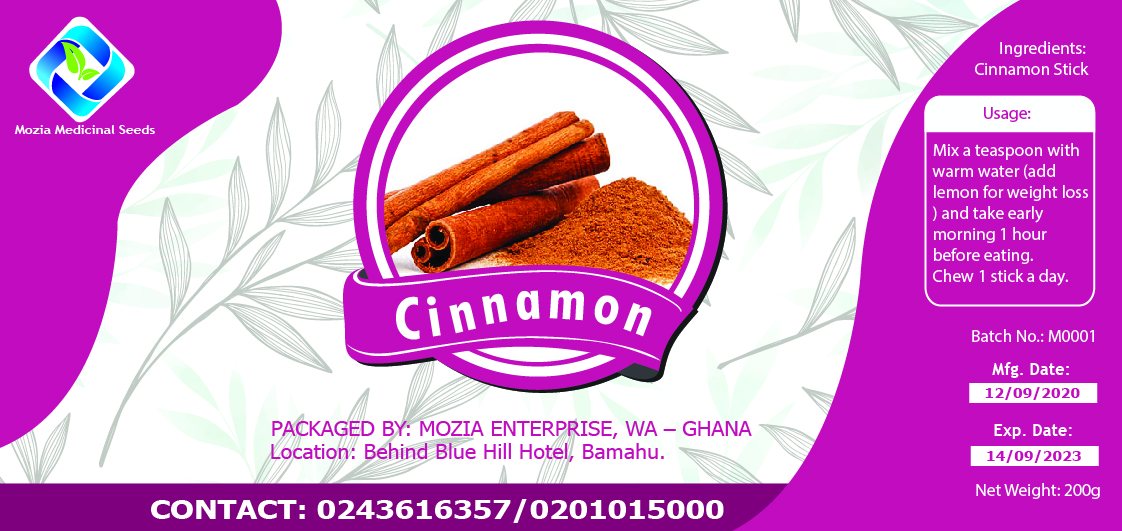 Mozia Medicinal Seeds
Cinnamon
PACKAGED BY: MOZIA ENTERPRISE, WA – GHANA
Location: Behind Blue Hill Hotel, Bamahu.
CONTACT: 0243616357/0201015000
Ingredients:
Cinnamon Stick
Usage:
Mix a teaspoon with
warm water (add
lemon for weight loss
) and take early
morning 1 hour
before eating.
Chew 1 stick a day.
Batch No.: M0001
Mfg. Date:
12/09/2020
Exp. Date:
14/09/2023
Net Weight: 200g